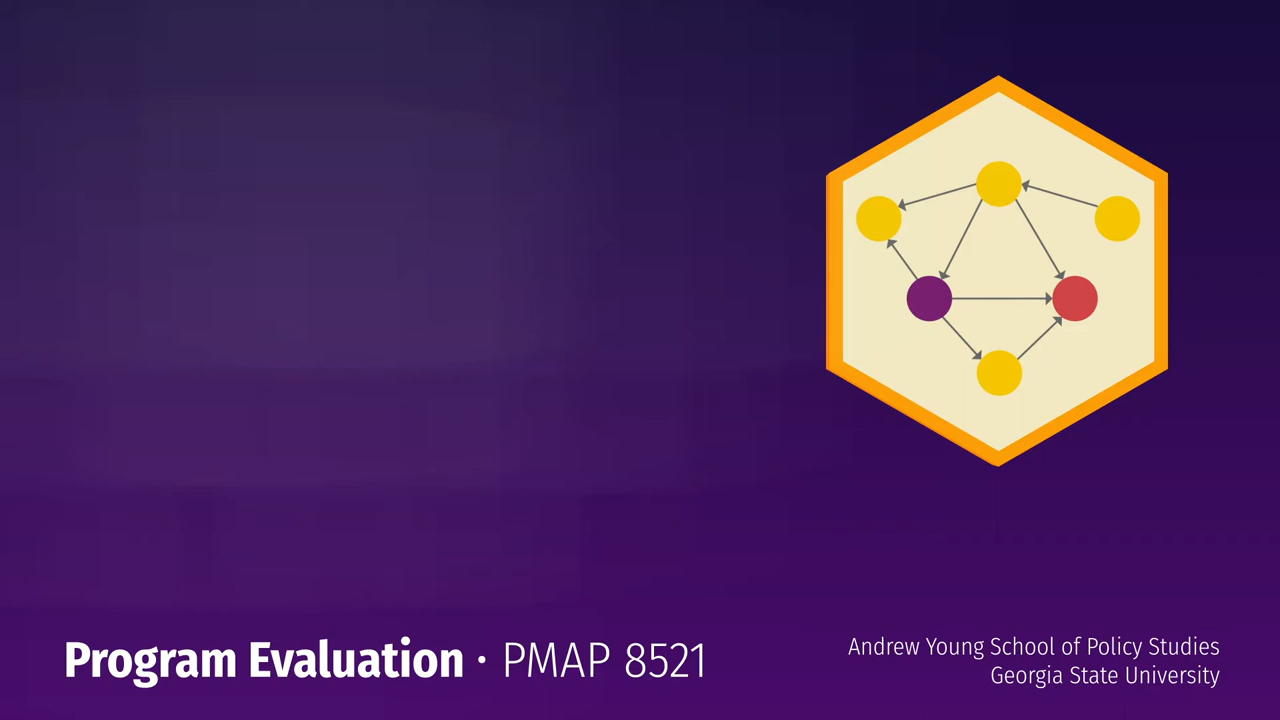 Program Evaluation · PMAP 8521
Andrew Young School of Policy Studies
Georgia State University